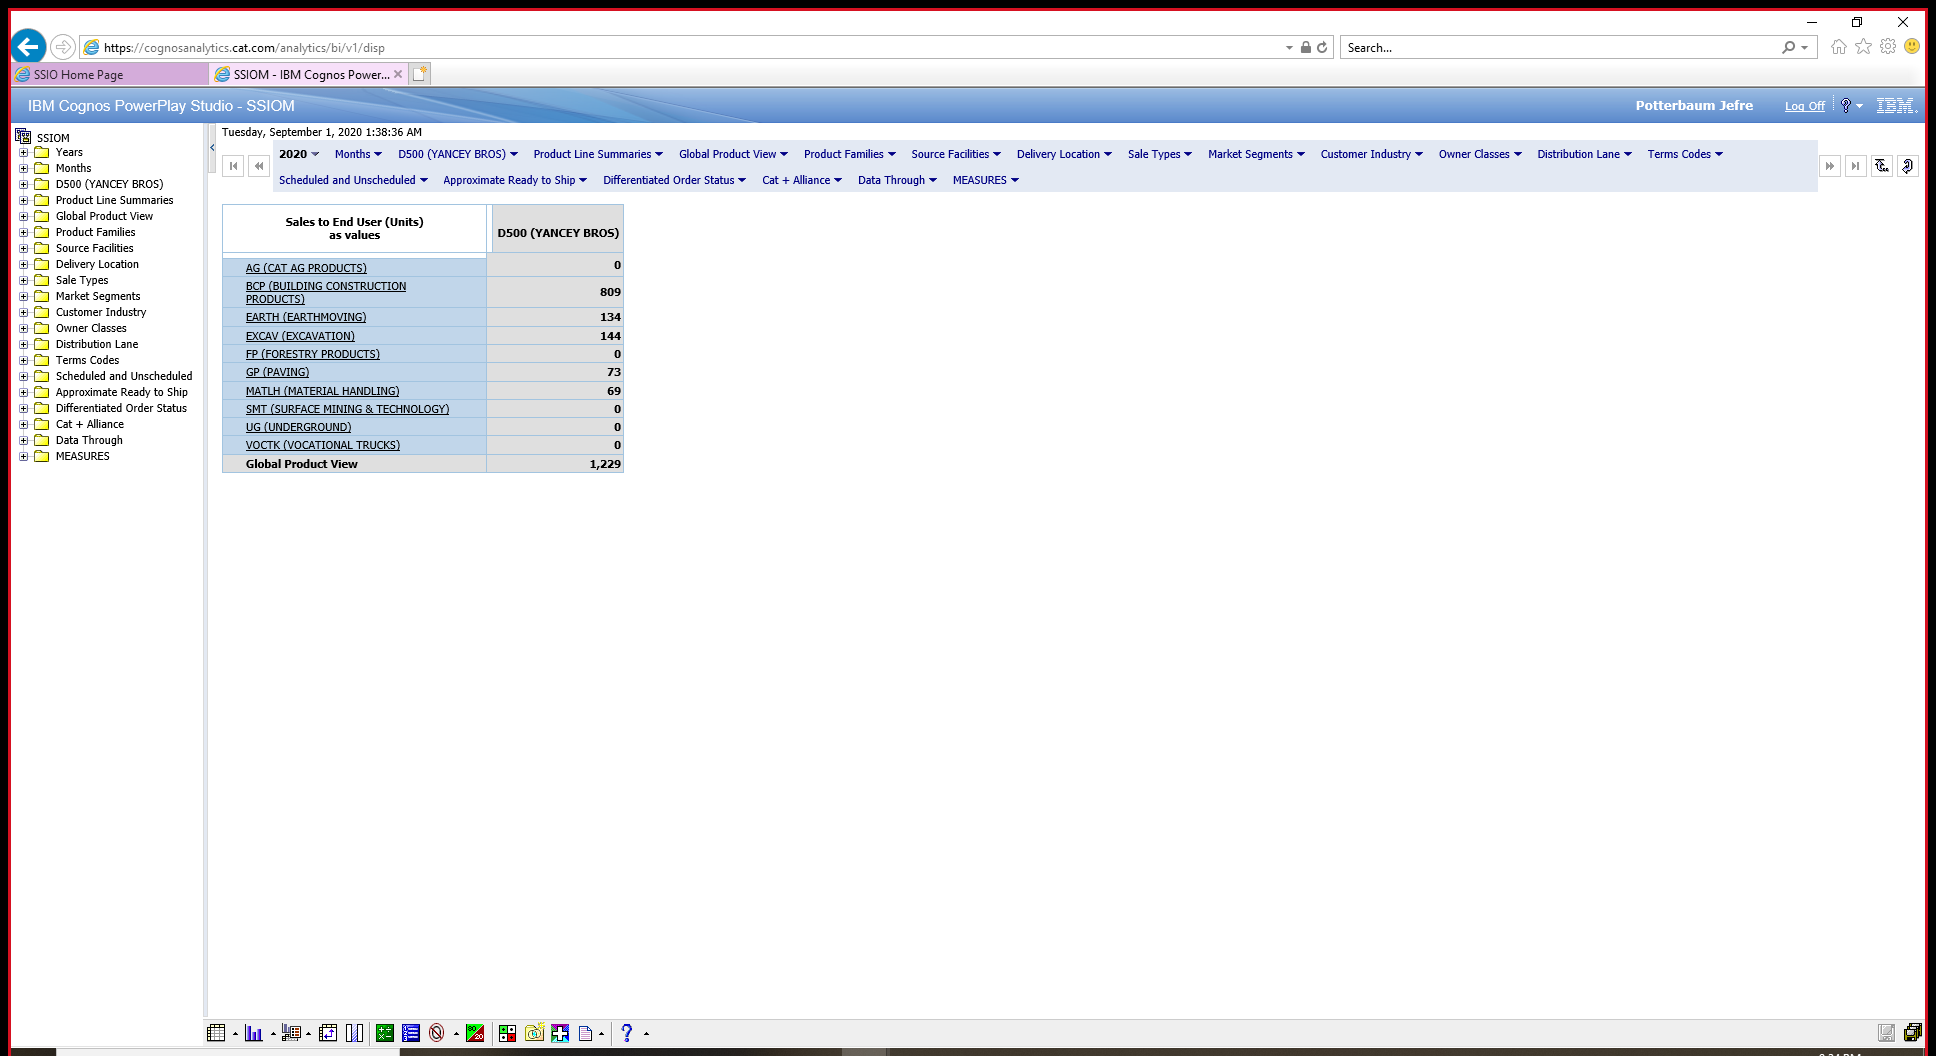 https://cognosanalytics.cat.com/analytics/bi/v1/disp
Search...
SSIO Home Page
SSIOM - IBM Cognos Power...
IBM Cognos PowerPlay Studio - SSIOM
Potterbaum Jefre
Log Off
IBM.
SSIOM
Years
Months
D500 (YANCEY BROS)
Product Line Summaries
Global Product View
Product Families
Source Facilities
Delivery Location
Sale Types
Market Segments
Customer Industry
Owner Classes
Distribution Lane
Terms Codes
Scheduled and Unscheduled
Approximate Ready to Ship
Differentiated Order Status
Cat + Alliance
Data Through
MEASURES
Tuesday, September 1, 2020 1:38:36 AM
2020 Months D500 (YANCEY BROS) Product Line Summaries Global Product View Product Families Source Facilities Delivery Location Sale Types Market Segments Customer Industry Owner Classes Distribution Lane Terms Codes
Scheduled and Unscheduled Approximate Ready to Ship Differentiated Order Status Cat + Alliance Data Through MEASURES
Sales to End User (Units)
as values
D500 (YANCEY BROS)
AG (CAT AG PRODUCTS) 0
BCP (BUILDING CONSTRUCTION
PRODUCTS) 809
EARTH (EARTHMOVING) 134
EXCAV (EXCAVATION) 144
FP (FORESTRY PRODUCTS) 0
GP (PAVING) 73
MATLH (MATERIAL HANDLING) 69
SMT (SURFACE MINING & TECHNOLOGY) 0
UG (UNDERGROUND) 0
VOCTK (VOCATIONAL TRUCKS) 0
Global Product View 1,229